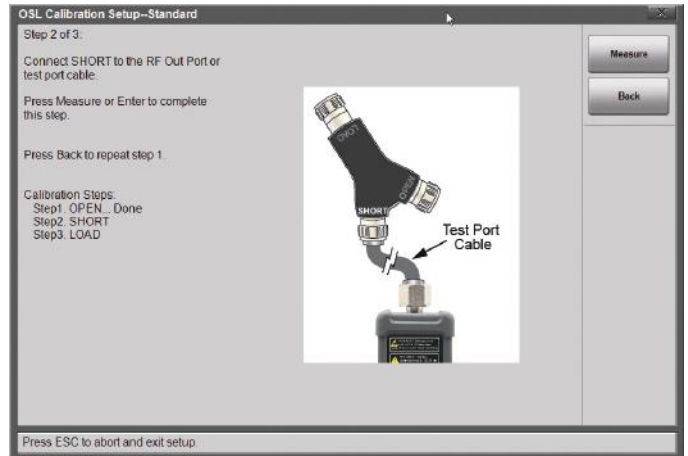 OSL Calibration Setup--Standard
Step 2 of 3:
Connect SHORT to the RF Out Port or
test port cable.
Press Measure or Enter to complete
this step.
Press Back to repeat step 1.
Calibration Steps:
Step1. OPEN... Done
Step2. SHORT
Step3. LOAD
LOAD
OPEN
SHORT
Test Port
Cable
Measure
Back
Press ESC to abort and exit setup.